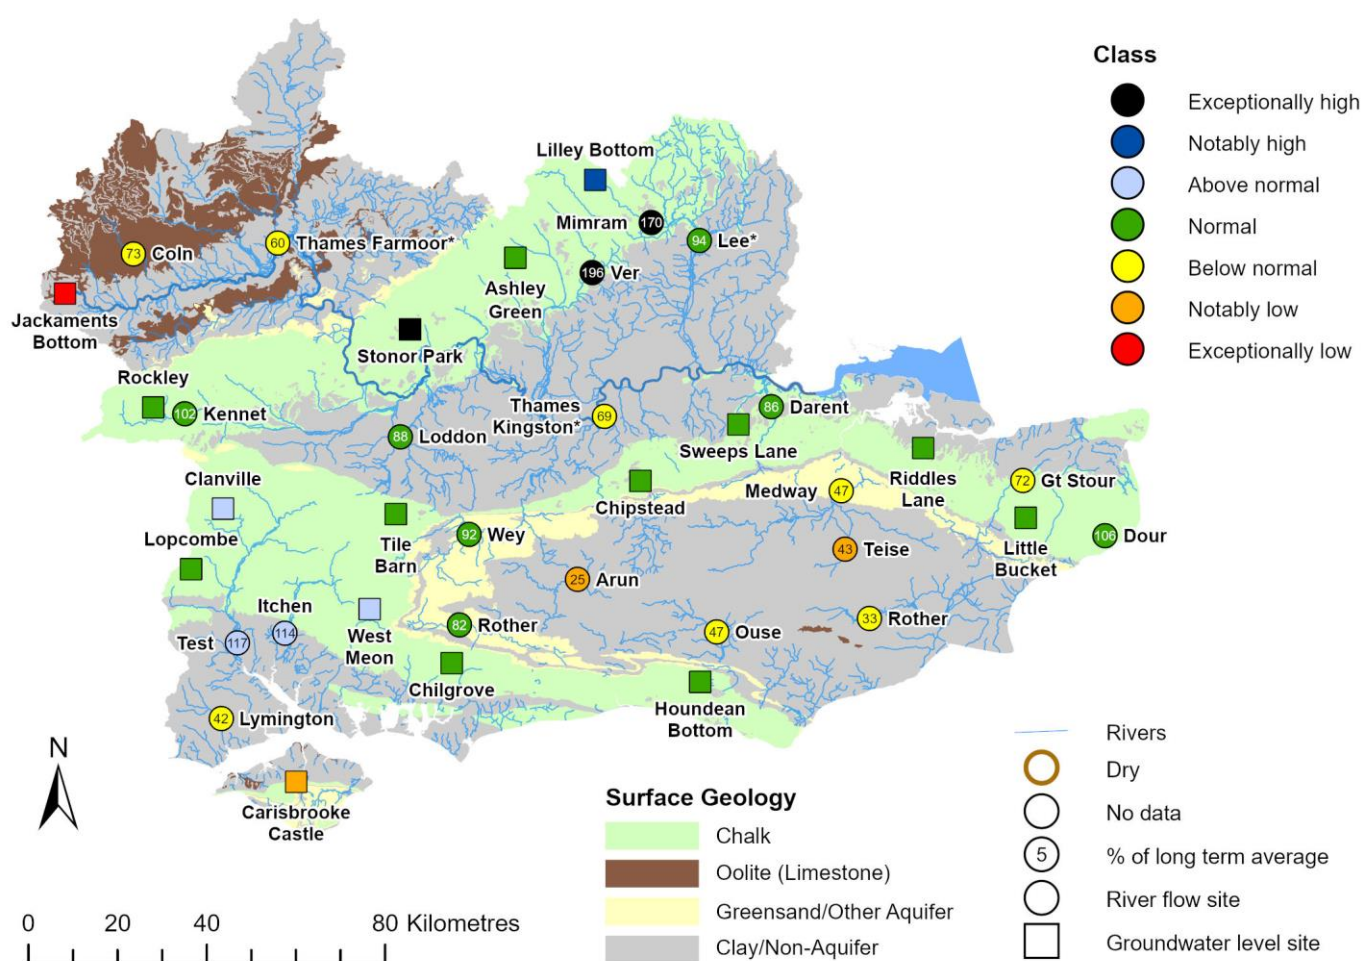 Class
Exceptionally high
Notably high
Above normal
Normal
Below normal
Notably low
Exceptionally low
Lilley Bottom
Mimram
170
94
Lee*
73
Coln
60
Thames Farmoor*
196
Ver
Ashley
Green
Jackaments
Bottom
Stonor Park
Rockley
102
Kennet
Thames
Kingston*
69
86
Darent
88
Loddon
Sweeps Lane
Riddles
Lane
Clanville
Chipstead
Medway
47
72
Gt Stour
Lopcombe
Tile
Barn
92
Wey
43
Teise
Little
Bucket
106
Dour
25
Arun
Itchen
114
Test
117
West
Meon
82
Rother
47
Ouse
33
Rother
Chilgrove
Houndean
Bottom
42
Lymington
Carisbrooke
Castle
N
0
20
40
80
Kilometres
Surface Geology
Chalk
Oolite (Limestone)
Greensand/Other Aquifer
Clay/Non-Aquifer
Rivers
Dry
No data
5
% of long term average
River flow site
Groundwater level site